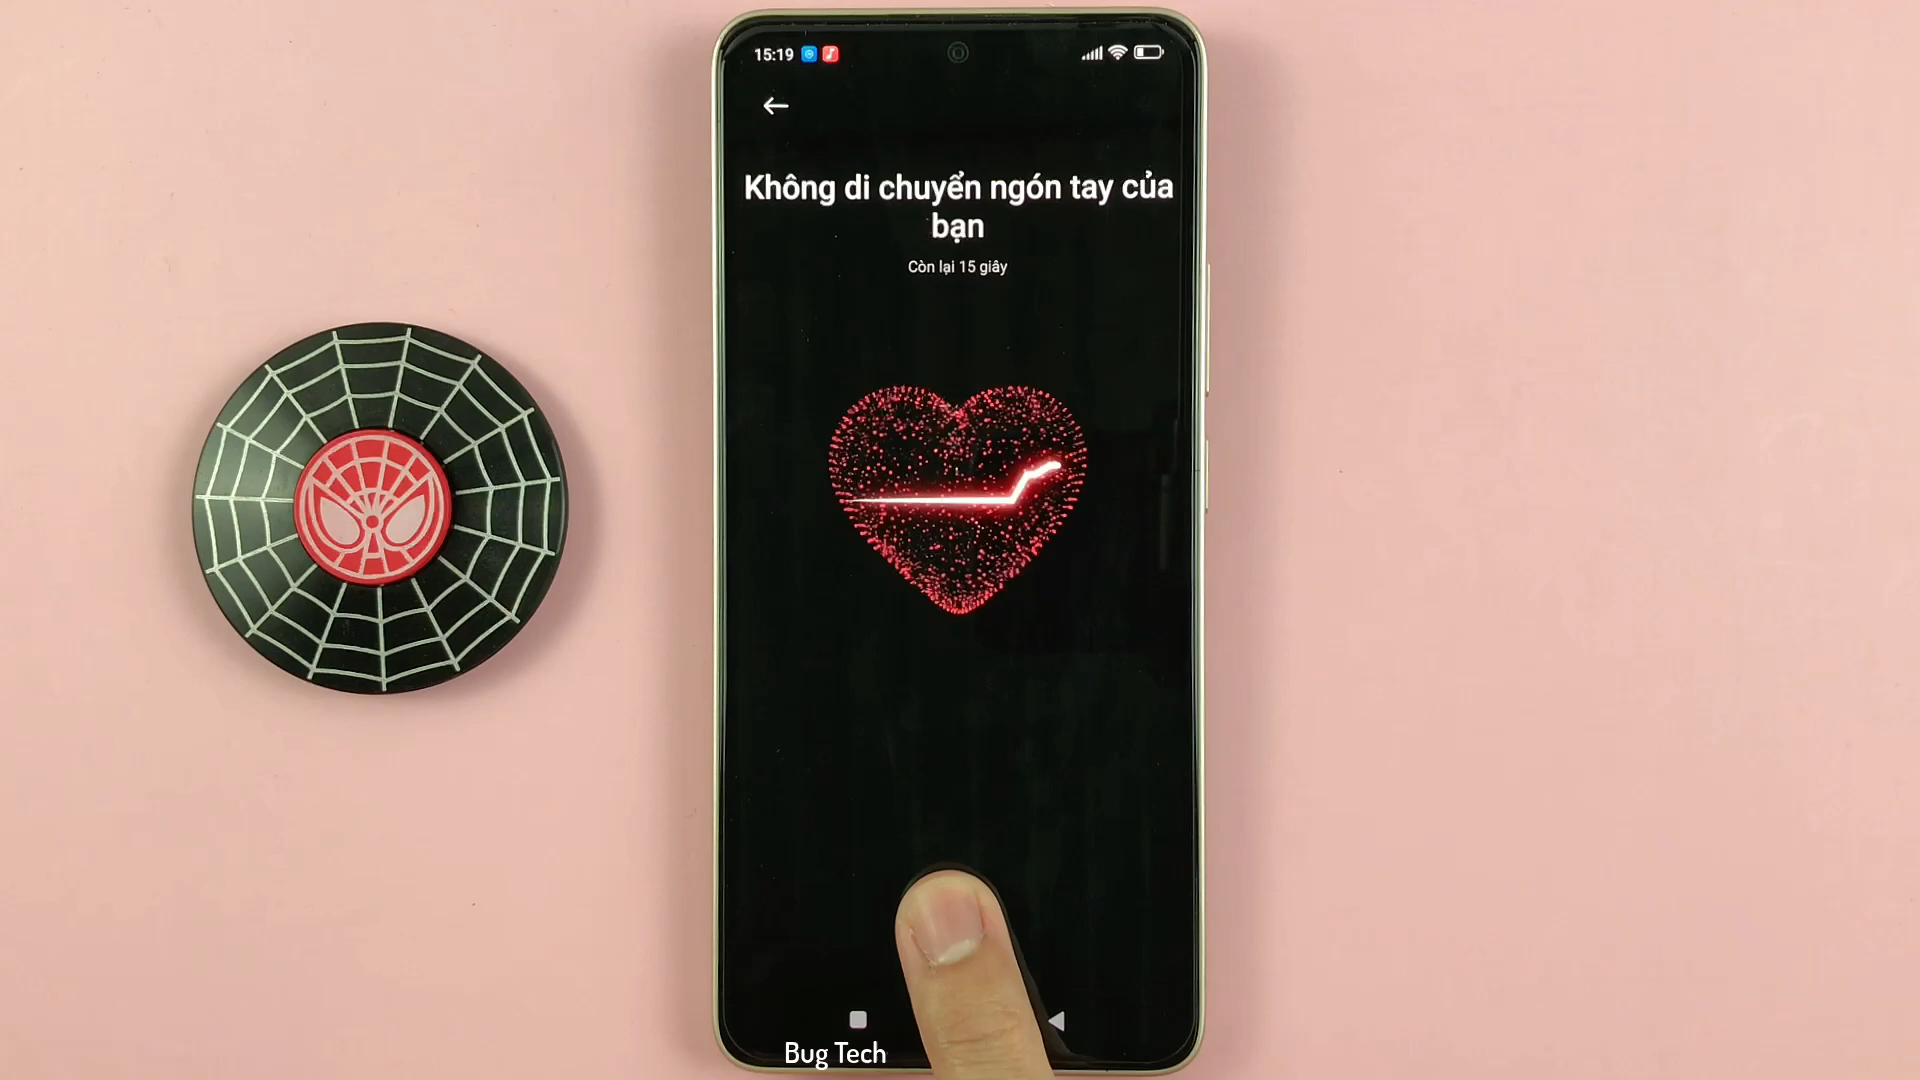 15:19
Không di chuyển ngón tay của
bạn
Còn lại 15 giây
Bug Tech